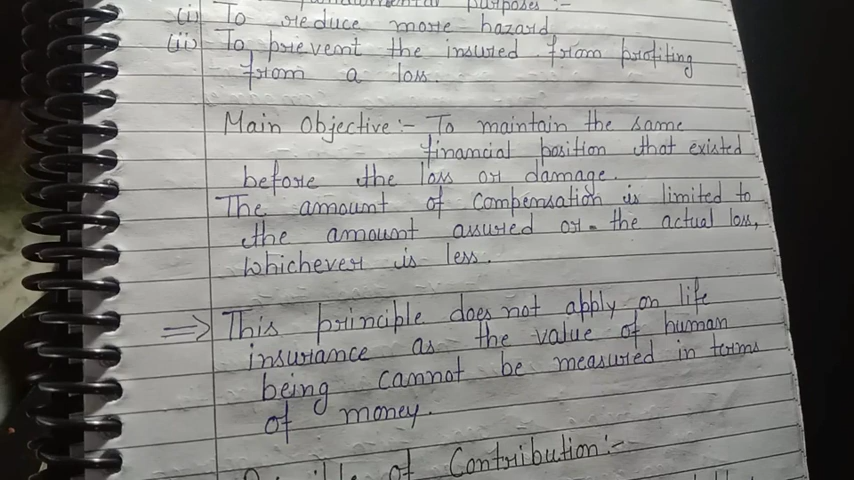 purposes :-
(i) To reduce more hazard
(ii) To prevent the insured from profiting
from a loss.
Main Objective :- To maintain the same
financial position that existed
before the loss or damage.
The amount of compensation is limited to
the amount assured or the actual loss,
whichever is less.
⇒ This principle does not apply on life
insurance as the value of human
being cannot be measured in terms
of money.
of Contribution :-